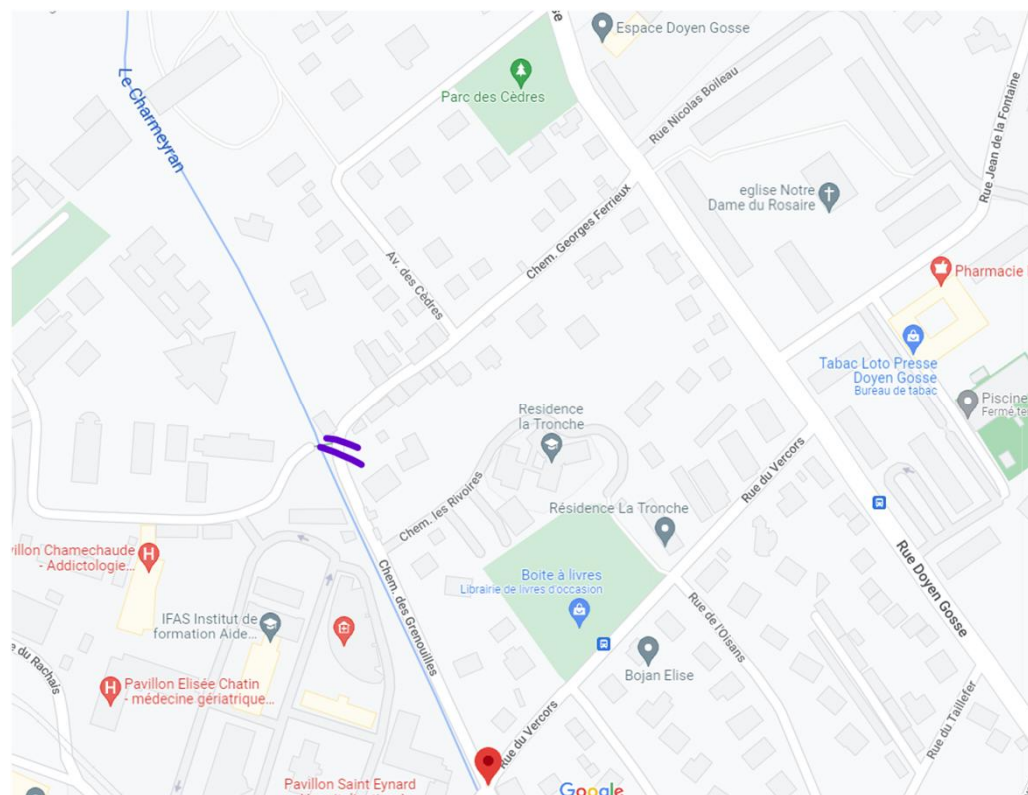 Espace Doyen Gosse
Le Charmeyran
Parc des Cèdres
Rue Nicolas Boileau
Rue Jean de la Fontaine
eglise Notre
Dame du Rosaire
Chem. Georges Ferrieux
Av. des Cèdres
Pharmacie
Tabac Loto Presse
Doyen Gosse
Bureau de tabac
Piscine
Fermé te
Residence
la Tronche
Rue du Vercors
Chem. les Rivoires
Résidence La Tronche
villon Chamechaude
- Addictologie...
Chem. des Grenouilles
Boite à livres
Librairie de livres d'occasion
Rue Doyen Gosse
IFAS Institut de
formation Aide...
Rue de l'Oisans
e du Rachais
Bojan Elise
Pavillon Elisée Chatin
- médecine gériatrique...
Rue du Vercors
Rue du Taillefer
Pavillon Saint Eynard
Google